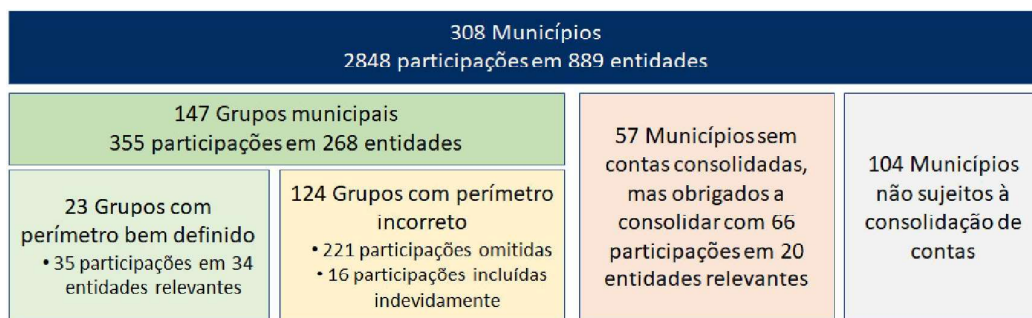 308 Municípios
2848 participações em 889 entidades
147 Grupos municipais
355 participações em 268 entidades
23 Grupos com
perímetro bem definido
• 35 participações em 34
entidades relevantes
124 Grupos com perímetro
incorreto
• 221 participações omitidas
• 16 participações incluídas
indevidamente
57 Municípios sem
contas consolidadas,
mas obrigados a
consolidar com 66
participações em 20
entidades relevantes
104 Municípios
não sujeitos à
consolidação de
contas